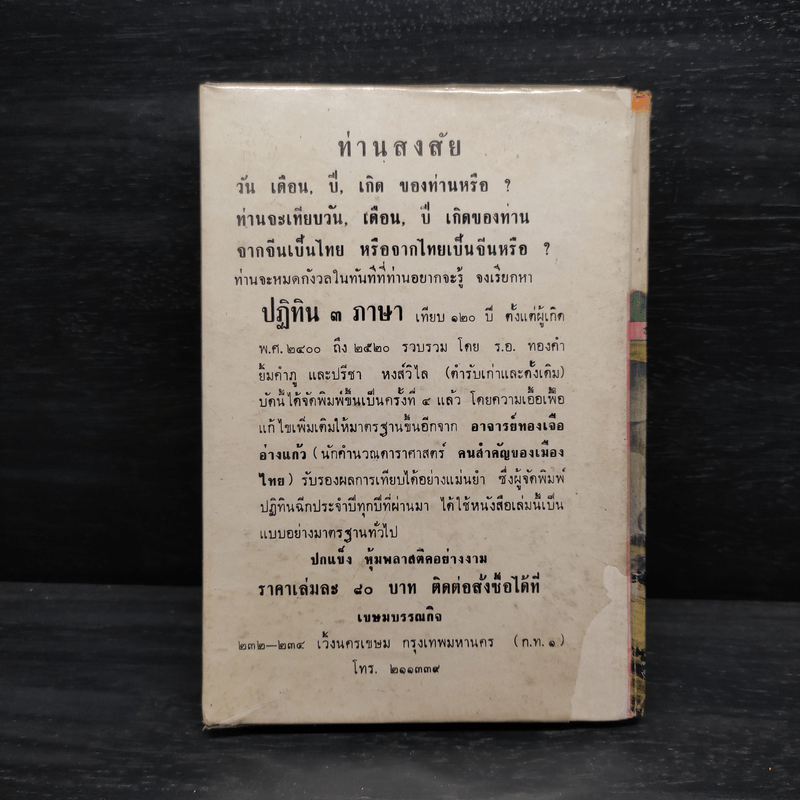 ท่านสงสัย
วัน เดือน, ปี, เกิด ของท่านหรือ ?
ท่านจะเทียบวัน, เดือน, ปี เกิดของท่าน
จากจีนเป็นไทย หรือจากไทยเป็นจีนหรือ ?
ท่านจะหมดกังวลในทันทีที่ท่านอยากจะรู้ จงเรียกหา
ปฏิทิน ๓ ภาษา เทียบ ๑๒๐ ปี ตั้งแต่ผู้เกิด
พ.ศ. ๒๔๐๐ ถึง ๒๕๒๐ รวบรวม โดย ร.อ. ทองคำ
ยิ้มกำภู และปรีชา หงส์วิไล (ตำรับเก่าและดั้งเดิม)
บัดนี้ได้จัดพิมพ์ขึ้นเป็นครั้งที่ ๔ แล้ว โดยความเอื้อเฟื้อ
แก้ไขเพิ่มเติมให้มาตรฐานขึ้นอีกจาก อาจารย์ทองเจือ
อ่างแก้ว (นักคำนวณดาราศาสตร์ คนสำคัญของเมือง
ไทย) รับรองผลการเทียบได้อย่างแม่นยำ ซึ่งผู้จัดพิมพ์
ปฏิทินฉีกประจำปีทุกปีที่ผ่านมา ได้ใช้หนังสือเล่มนี้เป็น
แบบอย่างมาตรฐานทั่วไป
ปกแข็ง หุ้มพลาสติคอย่างงาม
ราคาเล่มละ ๘๐ บาท ติดต่อสั่งซื้อได้ที่
เขษมบรรณกิจ
๒๓๒—๒๓๔ เวิ้งนครเขษม กรุงเทพมหานคร (ก.ท. ๑)
โทร. ๒๑๑๓๓๙